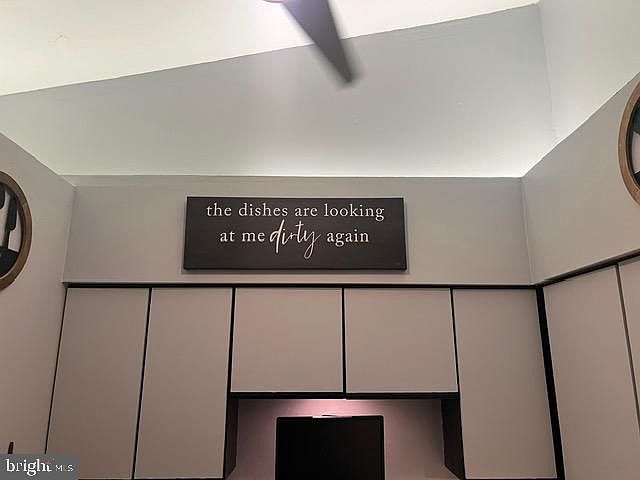 the dishes are looking
at me dirty again
bright MLS